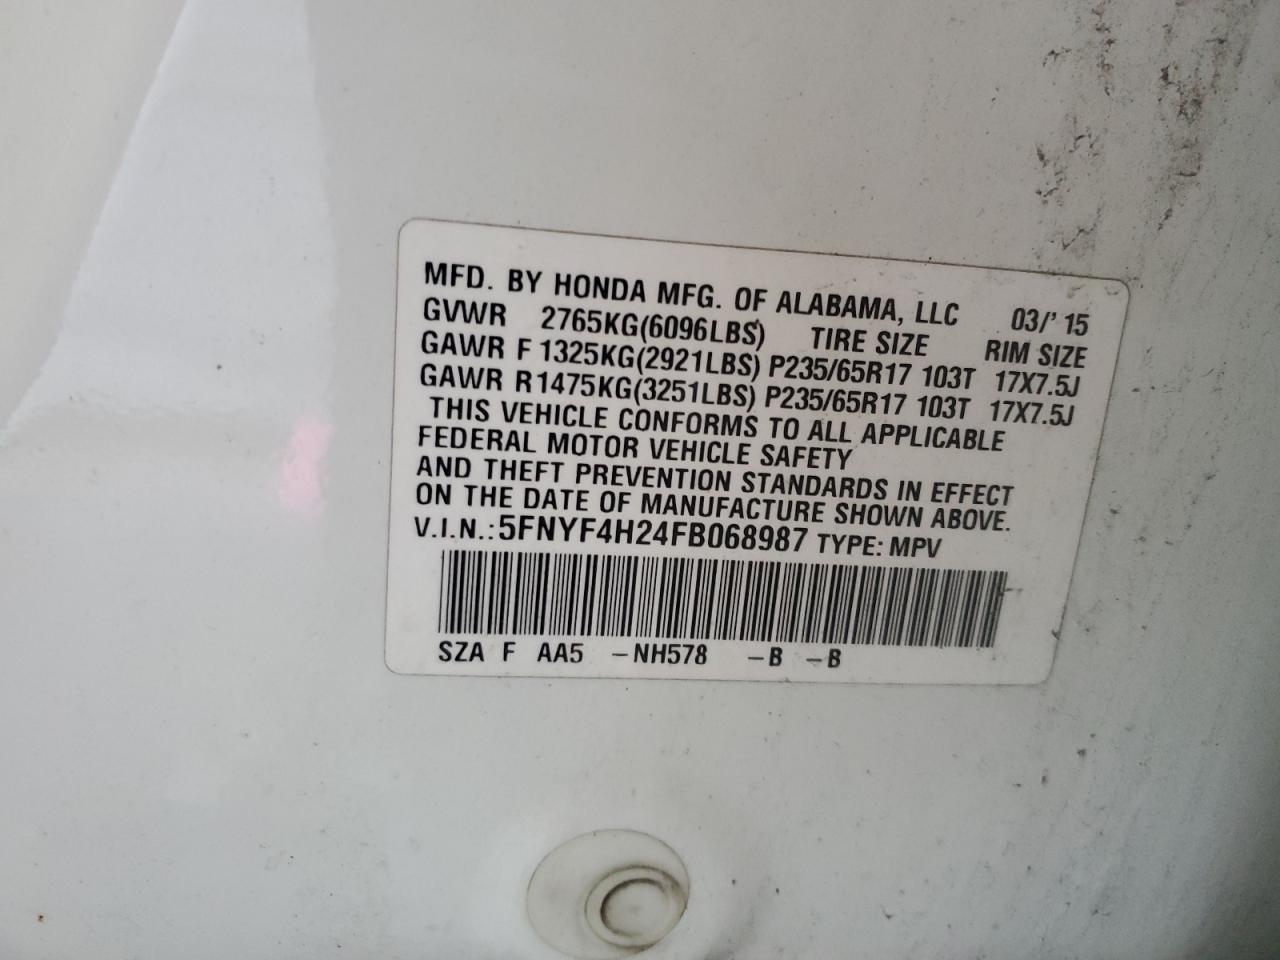 MFD. BY HONDA MFG. OF ALABAMA, LLC 03/'15
GVWR 2765KG(6096LBS) TIRE SIZE RIM SIZE
GAWR F 1325KG(2921LBS) P235/65R17 103T 17X7.5J
GAWR R1475KG(3251LBS) P235/65R17 103T 17X7.5J
THIS VEHICLE CONFORMS TO ALL APPLICABLE
FEDERAL MOTOR VEHICLE SAFETY
AND THEFT PREVENTION STANDARDS IN EFFECT
ON THE DATE OF MANUFACTURE SHOWN ABOVE.
V.I.N.:5FNYF4H24FB068987 TYPE: MPV
SZA F AA5 -NH578 -B -B